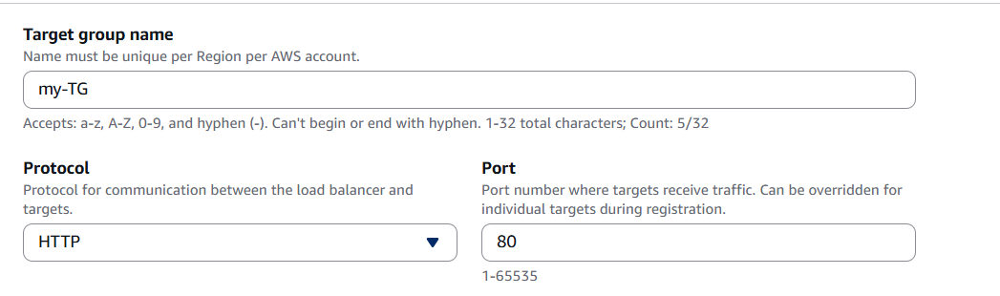 Target group name
Name must be unique per Region per AWS account.
my-TG
Accepts: a-z, A-Z, 0-9, and hyphen (-). Can't begin or end with hyphen. 1-32 total characters; Count: 5/32
Protocol
Protocol for communication between the load balancer and
targets.
HTTP
Port
Port number where targets receive traffic. Can be overridden for
individual targets during registration.
80
1-65535